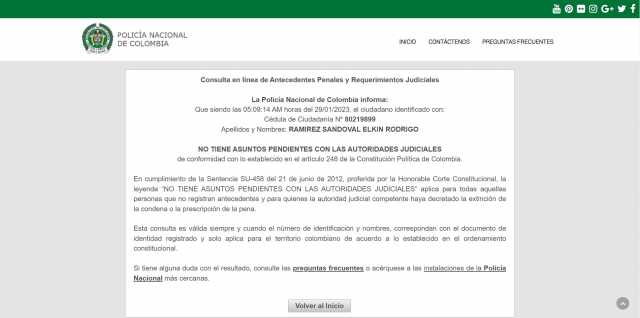 POLICÍA NACIONAL
DE COLOMBIA
INICIO CONTÁCTENOS PREGUNTAS FRECUENTES
Consulta en línea de Antecedentes Penales y Requerimientos Judiciales
La Policía Nacional de Colombia informa:
Que siendo las 05:09:14 AM horas del 29/01/2023, el ciudadano identificado con:
Cédula de Ciudadanía Nº 80219899
Apellidos y Nombres: RAMIREZ SANDOVAL ELKIN RODRIGO
NO TIENE ASUNTOS PENDIENTES CON LAS AUTORIDADES JUDICIALES
de conformidad con lo establecido en el artículo 248 de la Constitución Política de Colombia.
En cumplimiento de la Sentencia SU-458 del 21 de junio de 2012, proferida por la Honorable Corte Constitucional, la
leyenda “NO TIENE ASUNTOS PENDIENTES CON LAS AUTORIDADES JUDICIALES” aplica para todas aquellas
personas que no registran antecedentes y para quienes la autoridad judicial competente haya decretado la extinción de
la condena o la prescripción de la pena.
Esta consulta es válida siempre y cuando el número de identificación y nombres, correspondan con el documento de
identidad registrado y solo aplica para el territorio colombiano de acuerdo a lo establecido en el ordenamiento
constitucional.
Si tiene alguna duda con el resultado, consulte las preguntas frecuentes o acérquese a las instalaciones de la Policía
Nacional más cercanas.
Volver al Inicio